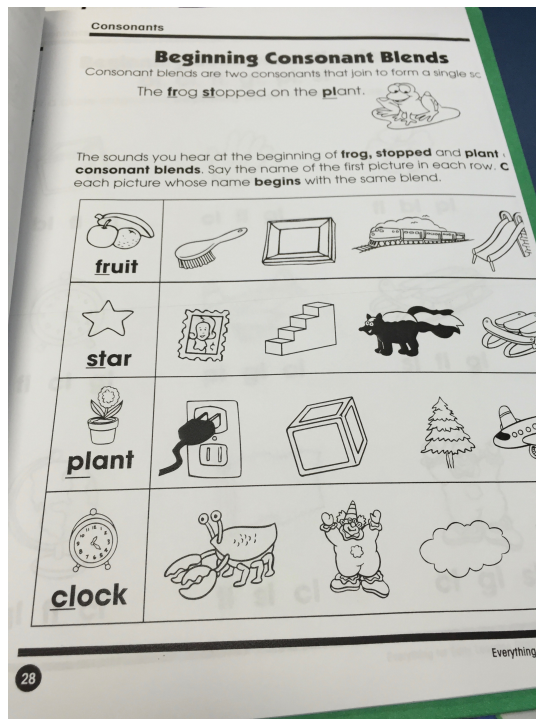 Consonants
Beginning Consonant Blends
Consonant blends are two consonants that join to form a single
The frog stopped on the plant.
The sounds you hear at the beginning of frog, stopped and plant
consonant blends. Say the name of the first picture in each row.
each picture whose name begins with the same blend.
fruit
star
plant
clock
28
Everything